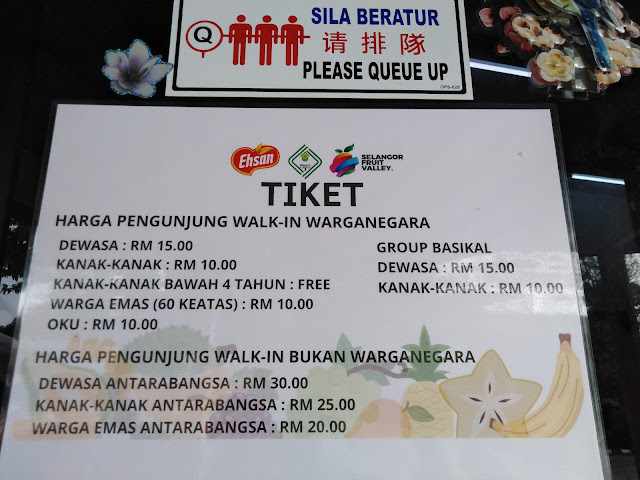 Q
SILA BERATUR
请排隊
PLEASE QUEUE UP
Ehsan
SELANGOR
FRUIT
VALLEY.
TIKET
HARGA PENGUNJUNG WALK-IN WARGANEGARA
DEWASA : RM 15.00
KANAK-KANAK : RM 10.00
KANAK-KANAK BAWAH 4 TAHUN : FREE
WARGA EMAS (60 KEATAS) : RM 10.00
OKU : RM 10.00
GROUP BASIKAL
DEWASA : RM 15.00
KANAK-KANAK : RM 10.00
HARGA PENGUNJUNG WALK-IN BUKAN WARGANEGARA
DEWASA ANTARABANGSA : RM 30.00
KANAK-KANAK ANTARABANGSA : RM 25.00
WARGA EMAS ANTARABANGSA : RM 20.00